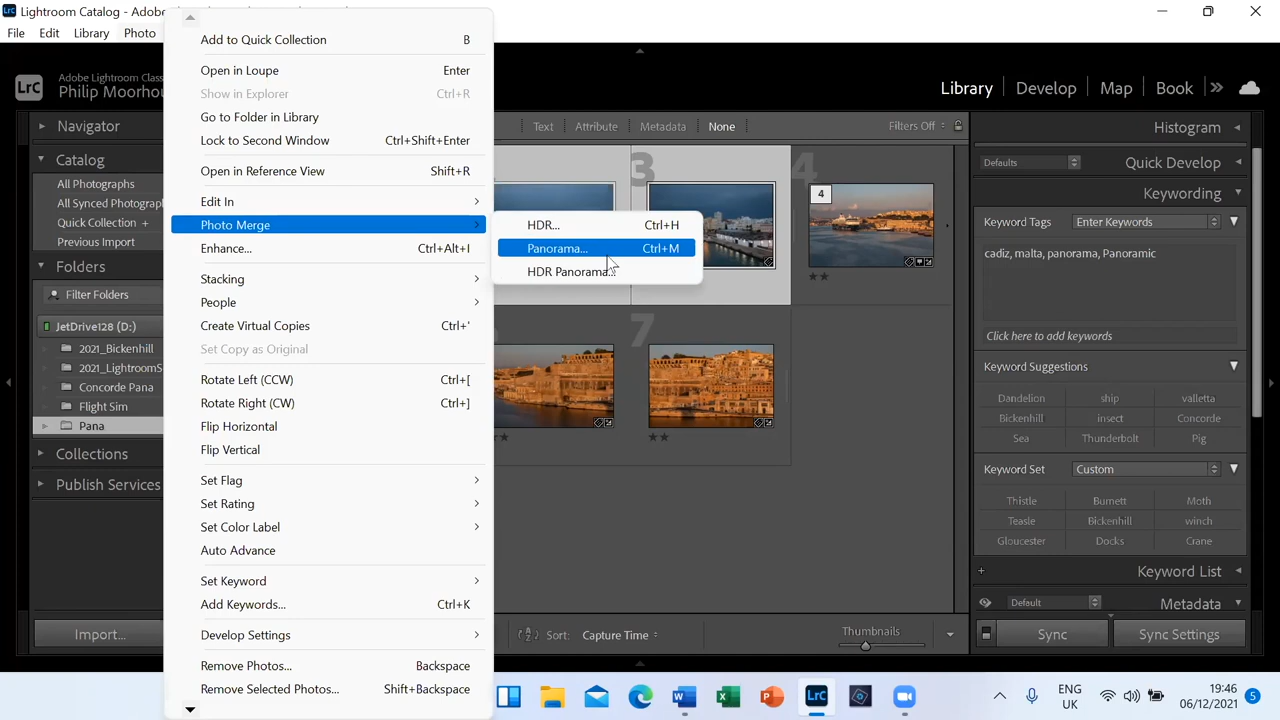 Lightroom Catalog - Adob
File Edit Library Photo
LrC
Adobe Lightroom Class
Philip Moorhou
Library Develop Map Book »
Navigator
Catalog
All Photographs
All Synced Photograp
Quick Collection +
Previous Import
Folders
Filter Folders
JetDrive128 (D:)
2021_Bickenhill
2021_LightroomS
Concorde Pana
Flight Sim
Pana
Collections
Publish Services
Import...
Add to Quick Collection B
Open in Loupe Enter
Show in Explorer Ctrl+R
Go to Folder in Library
Lock to Second Window Ctrl+Shift+Enter
Open in Reference View Shift+R
Edit In
Photo Merge
Enhance... Ctrl+Alt+I
Stacking
People
Create Virtual Copies Ctrl+'
Set Copy as Original
Rotate Left (CCW) Ctrl+[
Rotate Right (CW) Ctrl+]
Flip Horizontal
Flip Vertical
Set Flag
Set Rating
Set Color Label
Auto Advance
Set Keyword
Add Keywords... Ctrl+K
Develop Settings
Remove Photos... Backspace
Remove Selected Photos... Shift+Backspace
HDR... Ctrl+H
Panorama... Ctrl+M
HDR Panorama...
Text Attribute Metadata None Filters Off
3 4
4
7
Sort: Capture Time
Thumbnails
Histogram
Defaults Quick Develop
Keywording
Keyword Tags Enter Keywords
cadiz, malta, panorama, Panoramic
Click here to add keywords
Keyword Suggestions
Dandelion ship valletta
Bickenhill insect Concorde
Sea Thunderbolt Pig
Keyword Set Custom
Thistle Burnett Moth
Teasle Bickenhill winch
Gloucester Docks Crane
+ Keyword List
Default Metadata
Sync Sync Settings
LrC
ENG
UK
19:46
06/12/2021
5